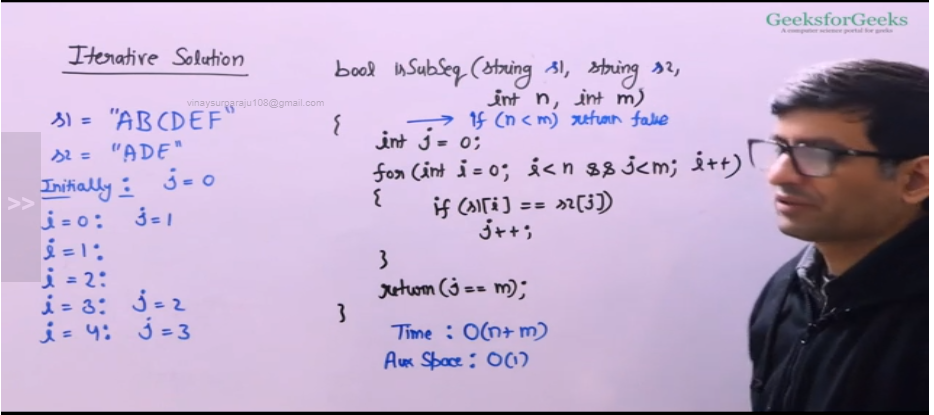 GeeksforGeeks
A computer science portal for geeks
Iterative Solution
s1 = "ABCDEF"
s2 = "ADE"
Initially: j = 0
i = 0: j = 1
i = 1:
i = 2:
i = 3: j = 2
i = 4: j = 3
vinaysurparaju108@gmail.com
>>
bool isSubSeq(string s1, string s2,
int n, int m)
{
→ If (n < m) return false
int j = 0;
for (int i = 0; i < n && j < m; i++)
{
if (s1[i] == s2[j])
j++;
}
return (j == m);
}
Time : O(n + m)
Aux Space : O(1)